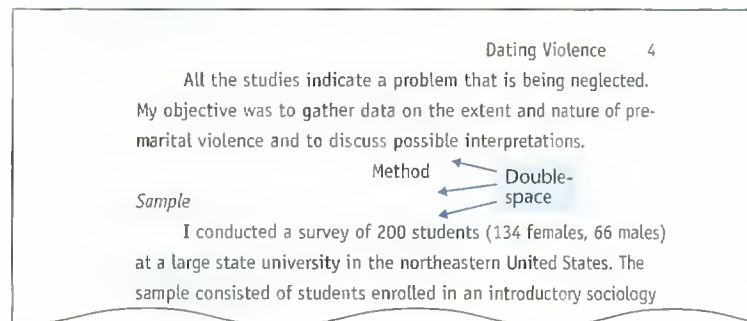 Dating Violence 4
All the studies indicate a problem that is being neglected.
My objective was to gather data on the extent and nature of pre-
marital violence and to discuss possible interpretations.
Method
Double-
space
Sample
I conducted a survey of 200 students (134 females, 66 males)
at a large state university in the northeastern United States. The
sample consisted of students enrolled in an introductory sociology